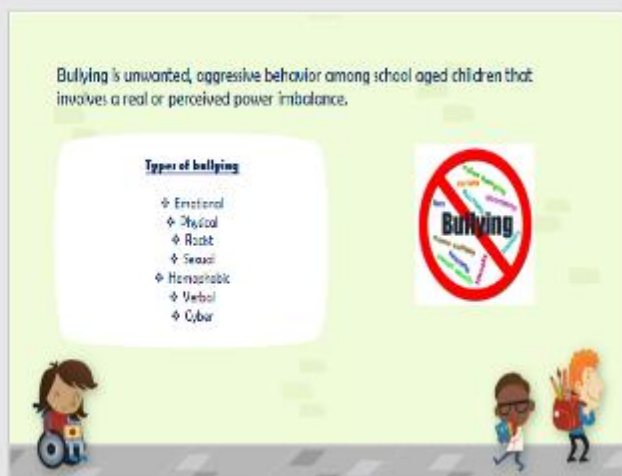 Bullying is unwanted, aggressive behavior among school aged children that
involves a real or perceived power imbalance.
Types of bullying
❖ Emotional
❖ Physical
❖ Racist
❖ Sexual
❖ Homophobic
❖ Verbal
❖ Cyber
Bullying